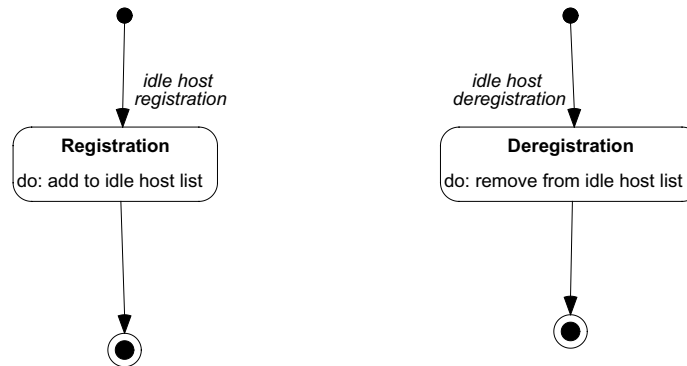 idle host
registration
Registration
do: add to idle host list
idle host
deregistration
Deregistration
do: remove from idle host list